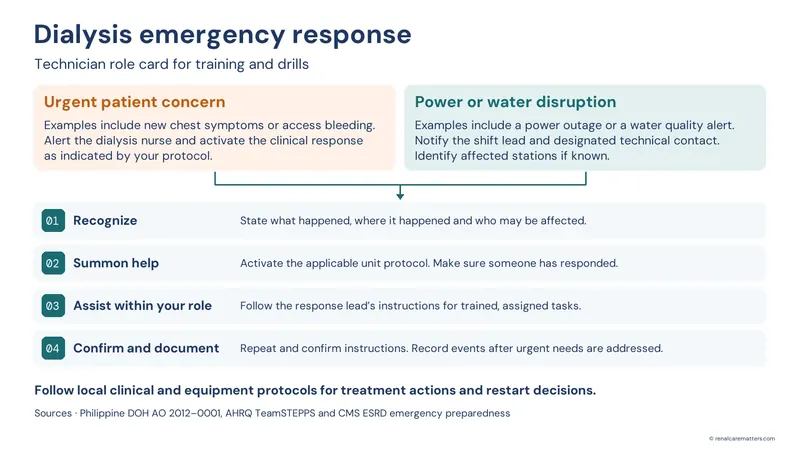 Dialysis emergency response
Technician role card for training and drills
Urgent patient concern
Examples include new chest symptoms or access bleeding.
Alert the dialysis nurse and activate the clinical response
as indicated by your protocol.
Power or water disruption
Examples include a power outage or a water quality alert.
Notify the shift lead and designated technical contact.
Identify affected stations if known.
01 Recognize State what happened, where it happened and who may be affected.
02 Summon help Activate the applicable unit protocol. Make sure someone has responded.
03 Assist within your role Follow the response lead’s instructions for trained, assigned tasks.
04 Confirm and document Repeat and confirm instructions. Record events after urgent needs are addressed.
Follow local clinical and equipment protocols for treatment actions and restart decisions.
Sources · Philippine DOH AO 2012–0001, AHRQ TeamSTEPPS and CMS ESRD emergency preparedness
© renalcarematters.com